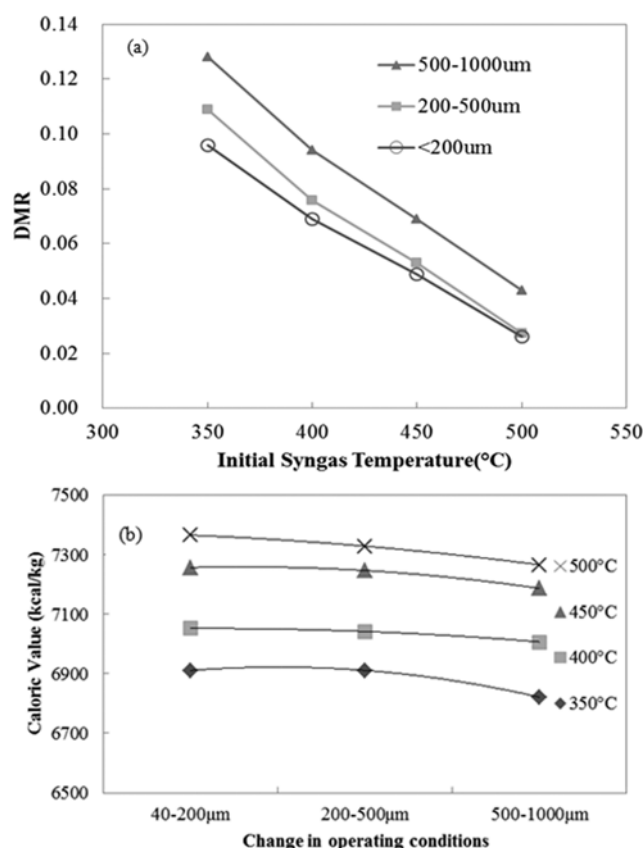 0.14
(a)
500-1000um
0.12
200-500um
0.10
<200um
0.08
DMR
0.06
0.04
0.02
0.00
300 350 400 450 500 550
Initial Syngas Temperature(°C)
7500
(b)
500°C
7300
450°C
7100
Caloric Value (kcal/kg)
400°C
6900
350°C
6700
6500
40-200μm 200-500μm 500-1000μm
Change in operating conditions